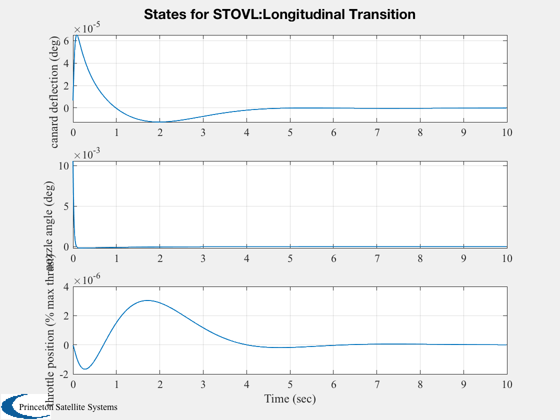 States for STOVL:Longitudinal Transition
×10⁻⁵
6
4
2
0
canard deflection (deg)
0 1 2 3 4 5 6 7 8 9 10
×10⁻³
10
5
0
nozzle angle (deg)
0 1 2 3 4 5 6 7 8 9 10
×10⁻⁶
4
2
0
-2
throttle position (% max thrust)
0 1 2 3 4 5 6 7 8 9 10
Time (sec)
Princeton Satellite Systems